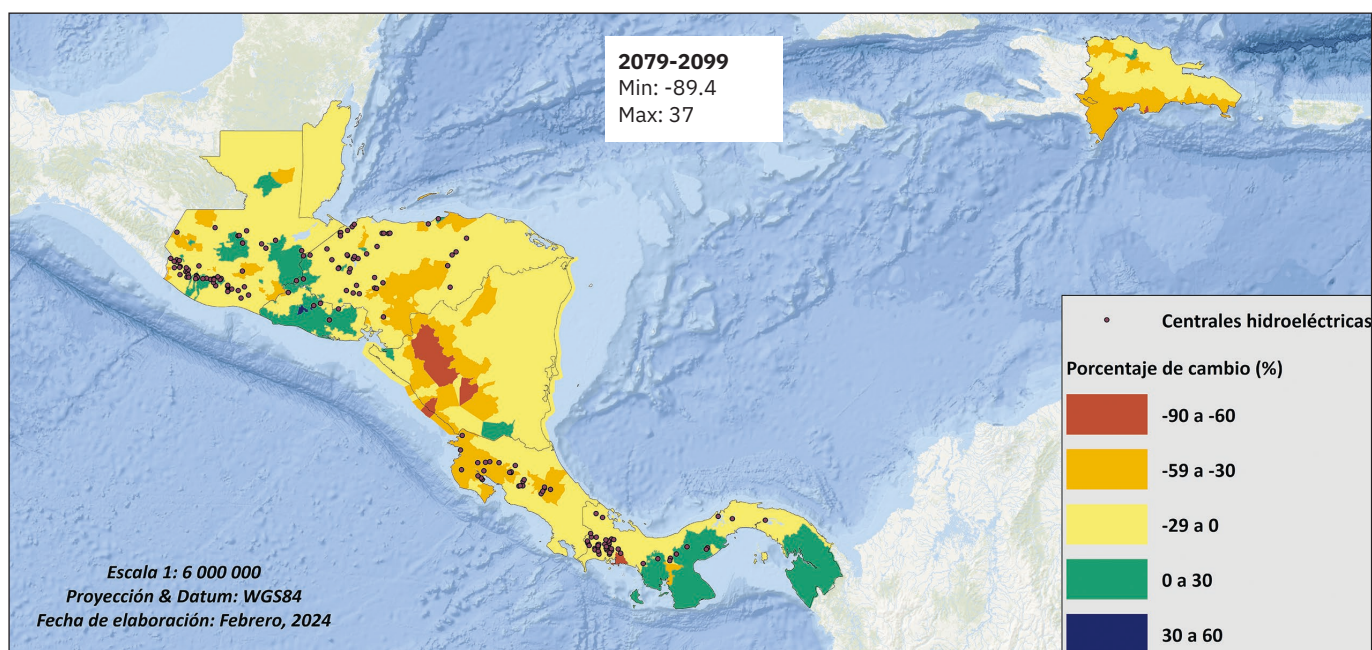 2079-2099
Min: -89.4
Max: 37
Centrales hidroeléctricas
Porcentaje de cambio (%)
-90 a -60
-59 a -30
-29 a 0
0 a 30
30 a 60
Escala 1: 6 000 000
Proyección & Datum: WGS84
Fecha de elaboración: Febrero, 2024